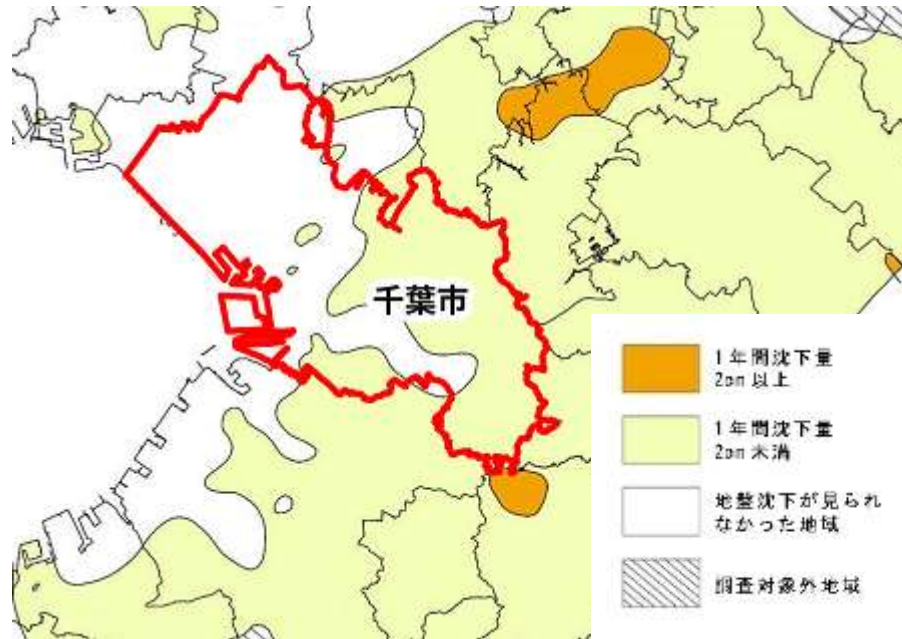 千葉市
1年間沈下量
2cm以上
1年間沈下量
2cm未満
地盤沈下が見られ
なかった地域
調査対象外地域